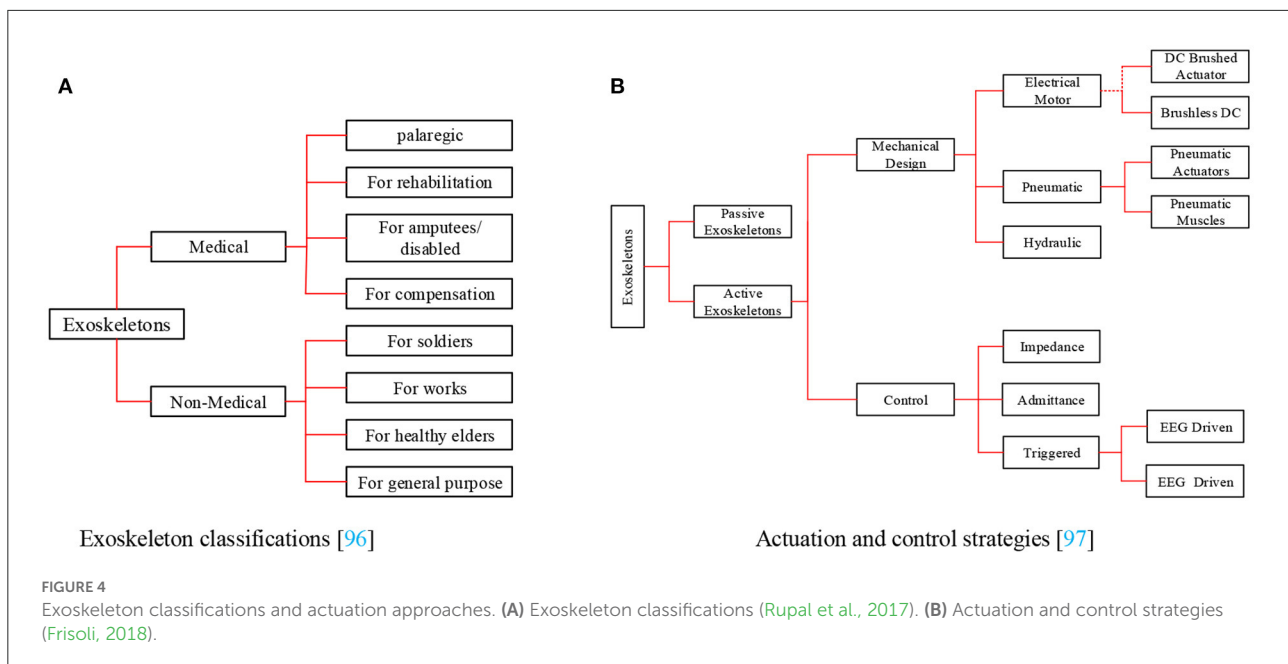 A
palaregic
For rehabilitation
For amputees/
disabled
For compensation
Medical
Exoskeletons
Non-Medical
For soldiers
For works
For healthy elders
For general purpose
Exoskeleton classifications [96]
B
Exoskeletons
Passive
Exoskeletons
Active
Exoskeletons
Mechanical
Design
Electrical
Motor
DC Brushed
Actuator
Brushless DC
Pneumatic
Pneumatic
Actuators
Pneumatic
Muscles
Hydraulic
Control
Impedance
Admittance
Triggered
EEG Driven
EEG Driven
Actuation and control strategies [97]
FIGURE 4
Exoskeleton classifications and actuation approaches. (A) Exoskeleton classifications (Rupal et al., 2017). (B) Actuation and control strategies
(Frisoli, 2018).